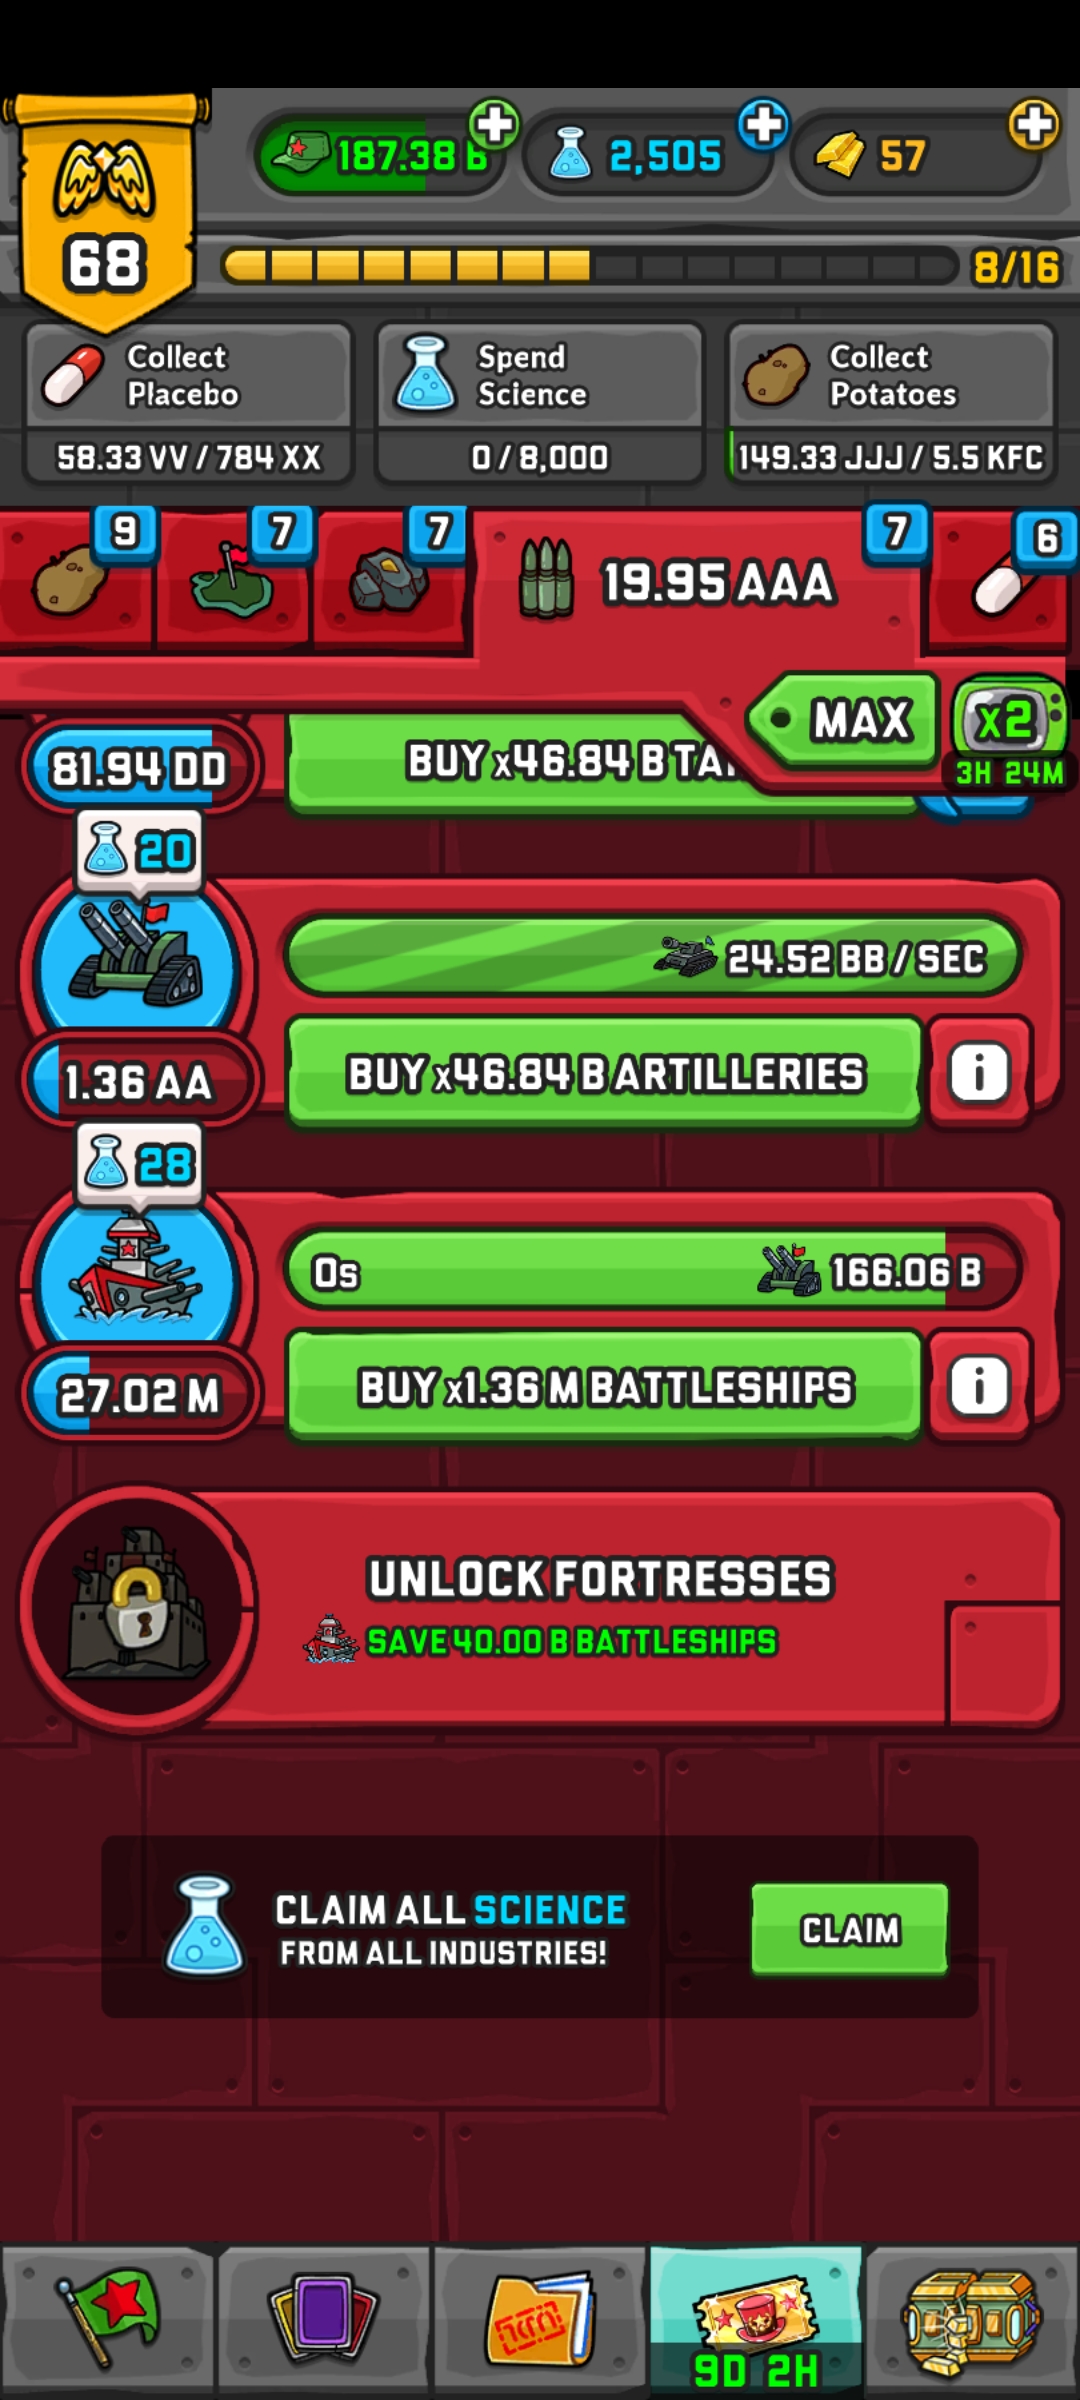 187.38 B
2,505
57
68
8/16
Collect
Placebo
58.33 VV / 784 XX
Spend
Science
0 / 8,000
Collect
Potatoes
149.33 JJJ / 5.5 KFC
9
7
7
19.95 AAA
7
6
MAX
x2
3H 24M
81.94 DD
BUY x46.84 B TA
20
24.52 BB / SEC
1.36 AA
BUY x46.84 B ARTILLERIES
i
28
0s
166.06 B
27.02 M
BUY x1.36 M BATTLESHIPS
i
UNLOCK FORTRESSES
SAVE 40.00 B BATTLESHIPS
CLAIM ALL SCIENCE
FROM ALL INDUSTRIES!
CLAIM
9D 2H